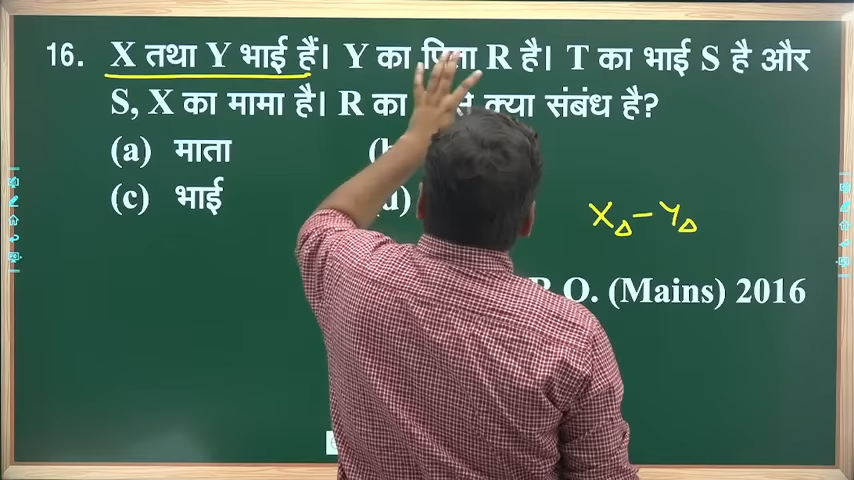 16. X तथा Y भाई हैं। Y का पिता R है। T का भाई S है और
S, X का मामा है। R का क्या संबंध है?
(a) माता (b
(c) भाई (d)
X△ – Y△
O. (Mains) 2016